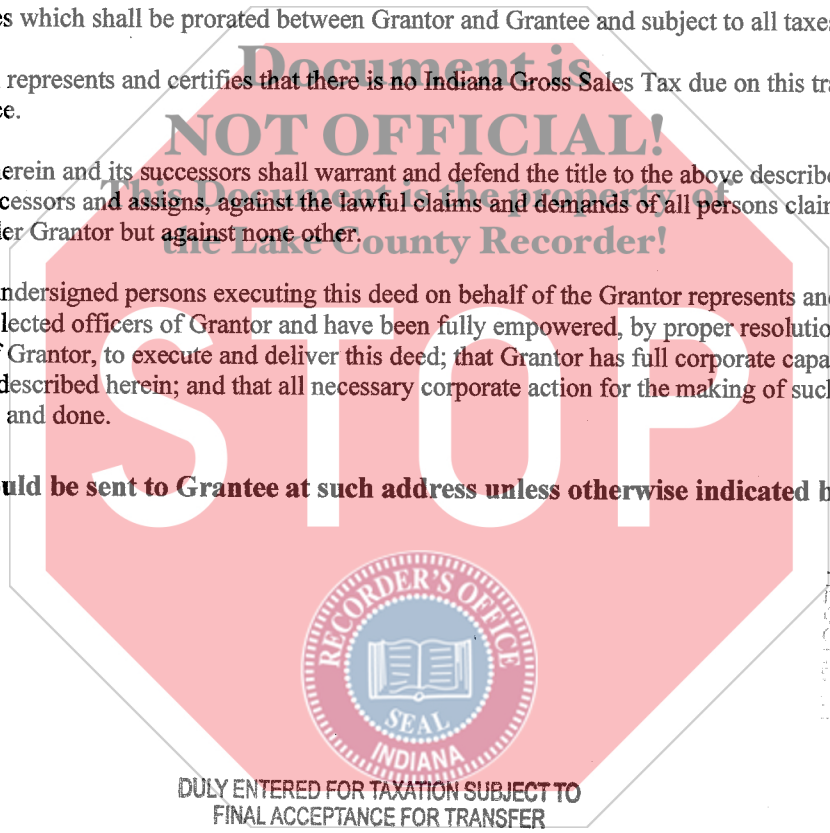 es which shall be prorated between Grantor and Grantee and subject to all taxes
Document is
represents and certifies that there is no Indiana Gross Sales Tax due on this tra
ce.
NOT OFFICIAL!
erein and its successors shall warrant and defend the title to the above describe
This Document is the property of
cessors and assigns, against the lawful claims and demands of all persons claim
er Grantor but against none other.
the Lake County Recorder!
ndersigned persons executing this deed on behalf of the Grantor represents and
lected officers of Grantor and have been fully empowered, by proper resolutio
f Grantor, to execute and deliver this deed; that Grantor has full corporate capa
described herein; and that all necessary corporate action for the making of such
and done.
STOP
uld be sent to Grantee at such address unless otherwise indicated b
RECORDER'S OFFICE
SEAL
INDIANA
DULY ENTERED FOR TAXATION SUBJECT TO
FINAL ACCEPTANCE FOR TRANSFER